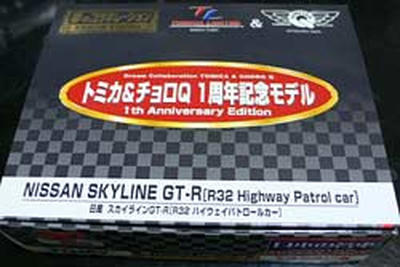 Dream Collaboration TOMICA & CHORO Q
トミカ&チョロQ 1周年記念モデル
1th Anniversary Edition
NISSAN SKYLINE GT-R[R32 Highway Patrol car]
日産 スカイラインGT-R[R32 ハイウェイパトロールカー]